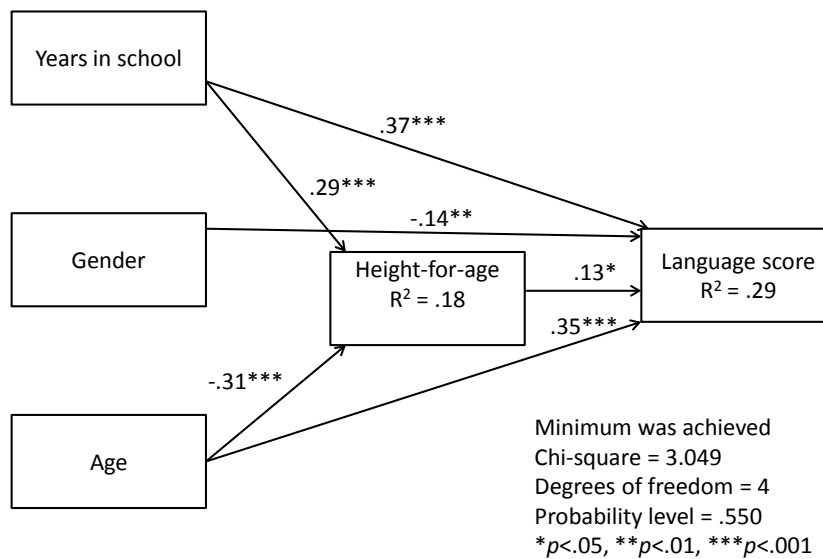 Years in school
.37***
.29***
-.14**
Gender
Height-for-age
R² = .18
.13*
Language score
R² = .29
.35***
-.31***
Age
Minimum was achieved
Chi-square = 3.049
Degrees of freedom = 4
Probability level = .550
*p<.05, **p<.01, ***p<.001